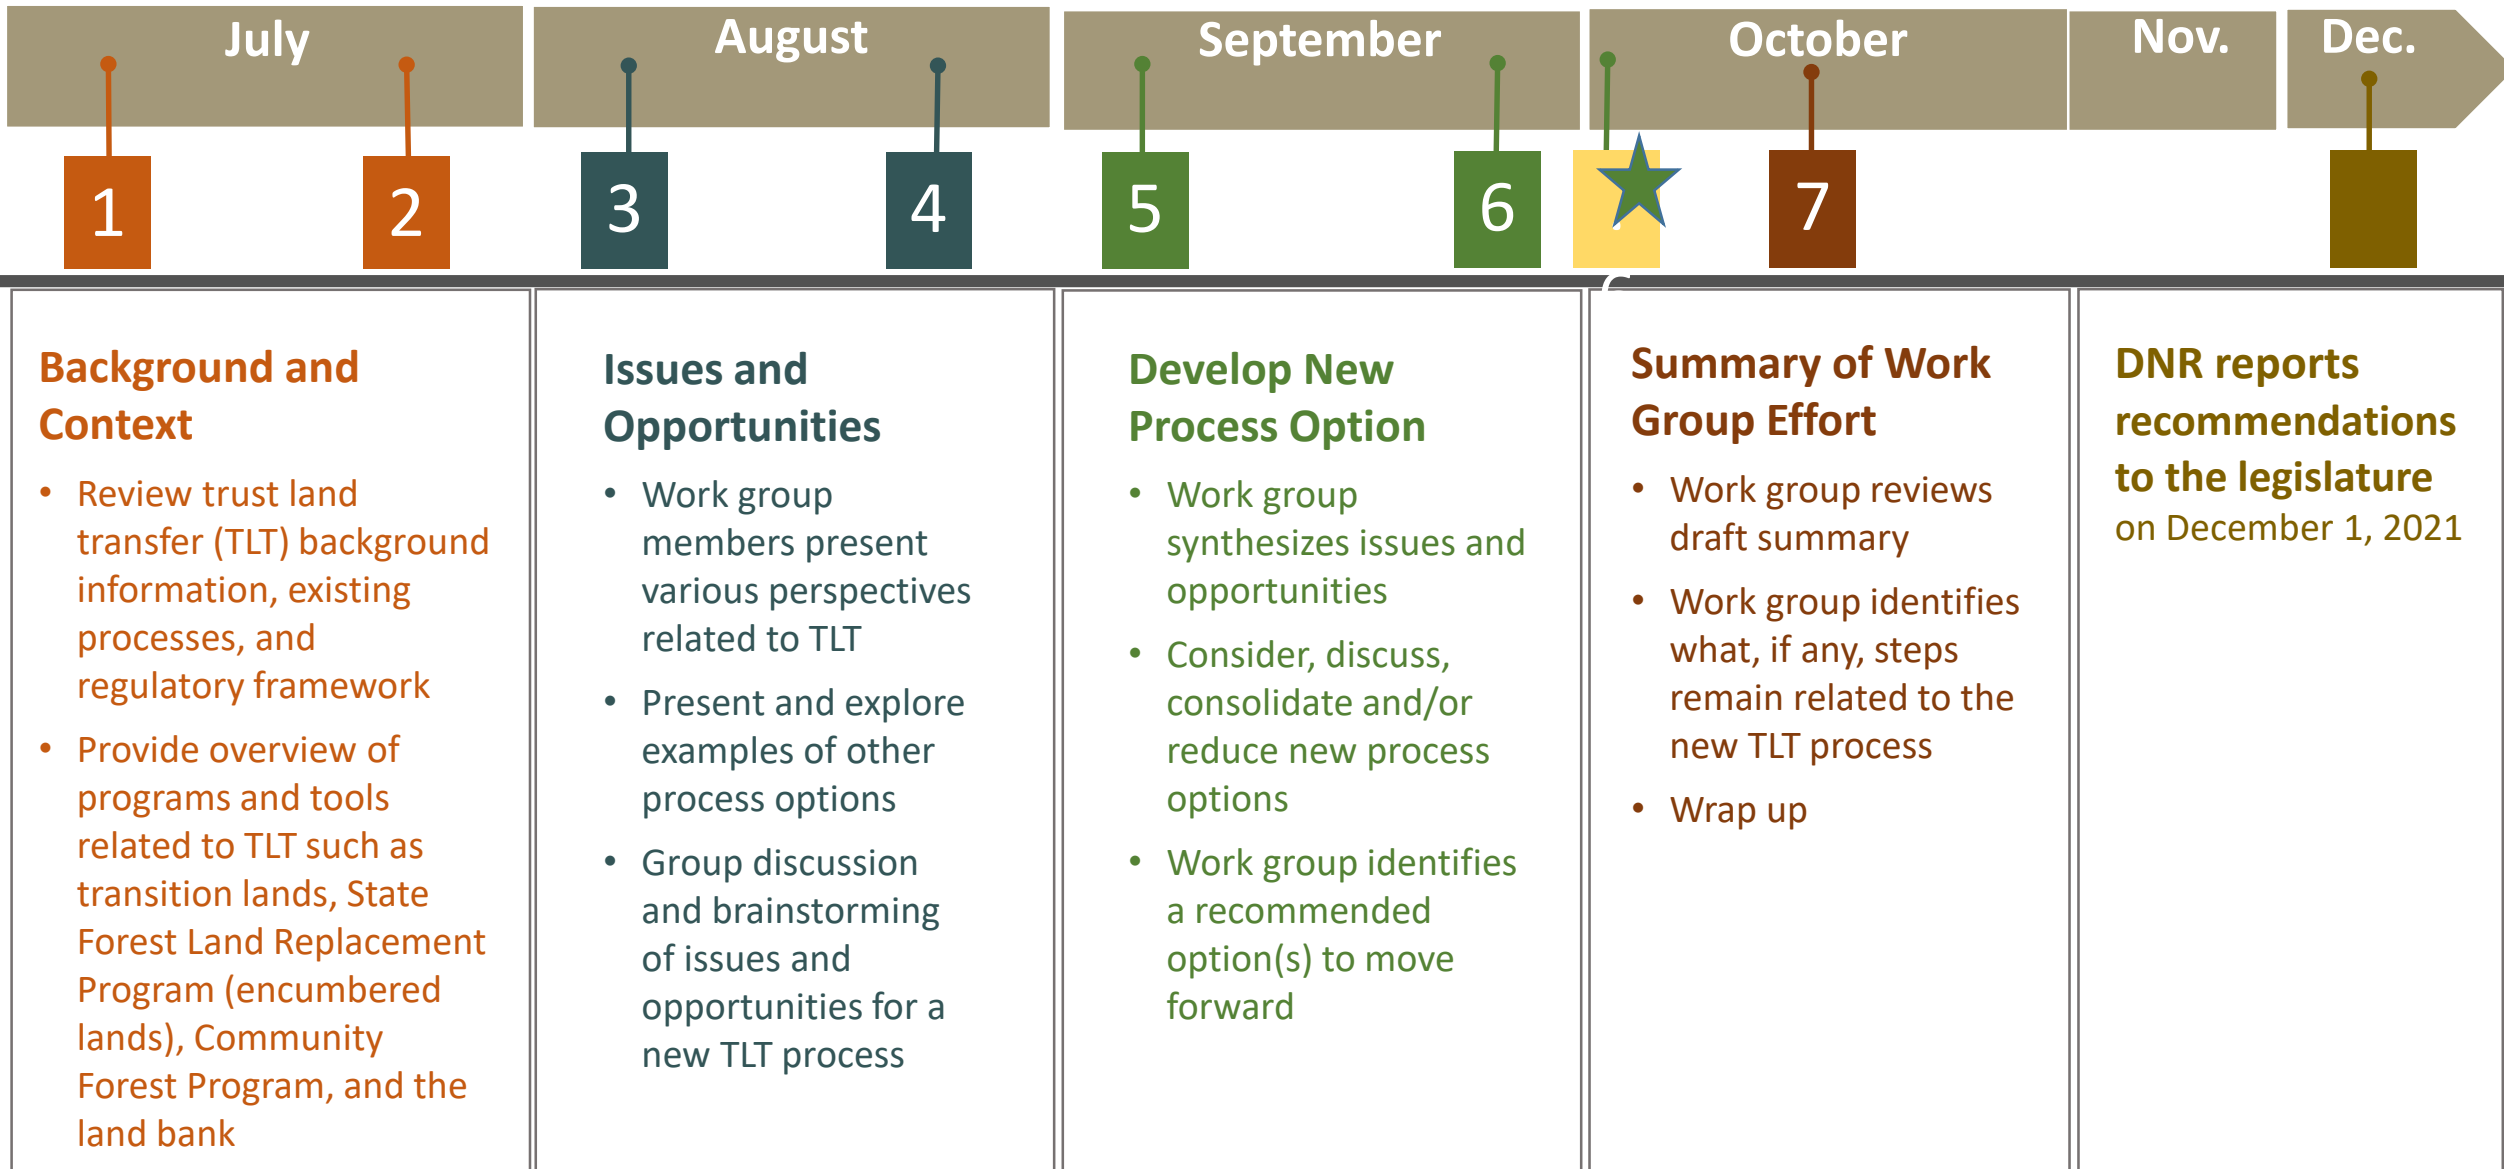 July
August
September
October
Nov.
Dec.
1
2
3
4
5
6
7
Background and
Context
• Review trust land
transfer (TLT) background
information, existing
processes, and
regulatory framework
• Provide overview of
programs and tools
related to TLT such as
transition lands, State
Forest Land Replacement
Program (encumbered
lands), Community
Forest Program, and the
land bank
Issues and
Opportunities
• Work group
members present
various perspectives
related to TLT
• Present and explore
examples of other
process options
• Group discussion
and brainstorming
of issues and
opportunities for a
new TLT process
Develop New
Process Option
• Work group
synthesizes issues and
opportunities
• Consider, discuss,
consolidate and/or
reduce new process
options
• Work group identifies
a recommended
option(s) to move
forward
Summary of Work
Group Effort
• Work group reviews
draft summary
• Work group identifies
what, if any, steps
remain related to the
new TLT process
• Wrap up
DNR reports
recommendations
to the legislature
on December 1, 2021